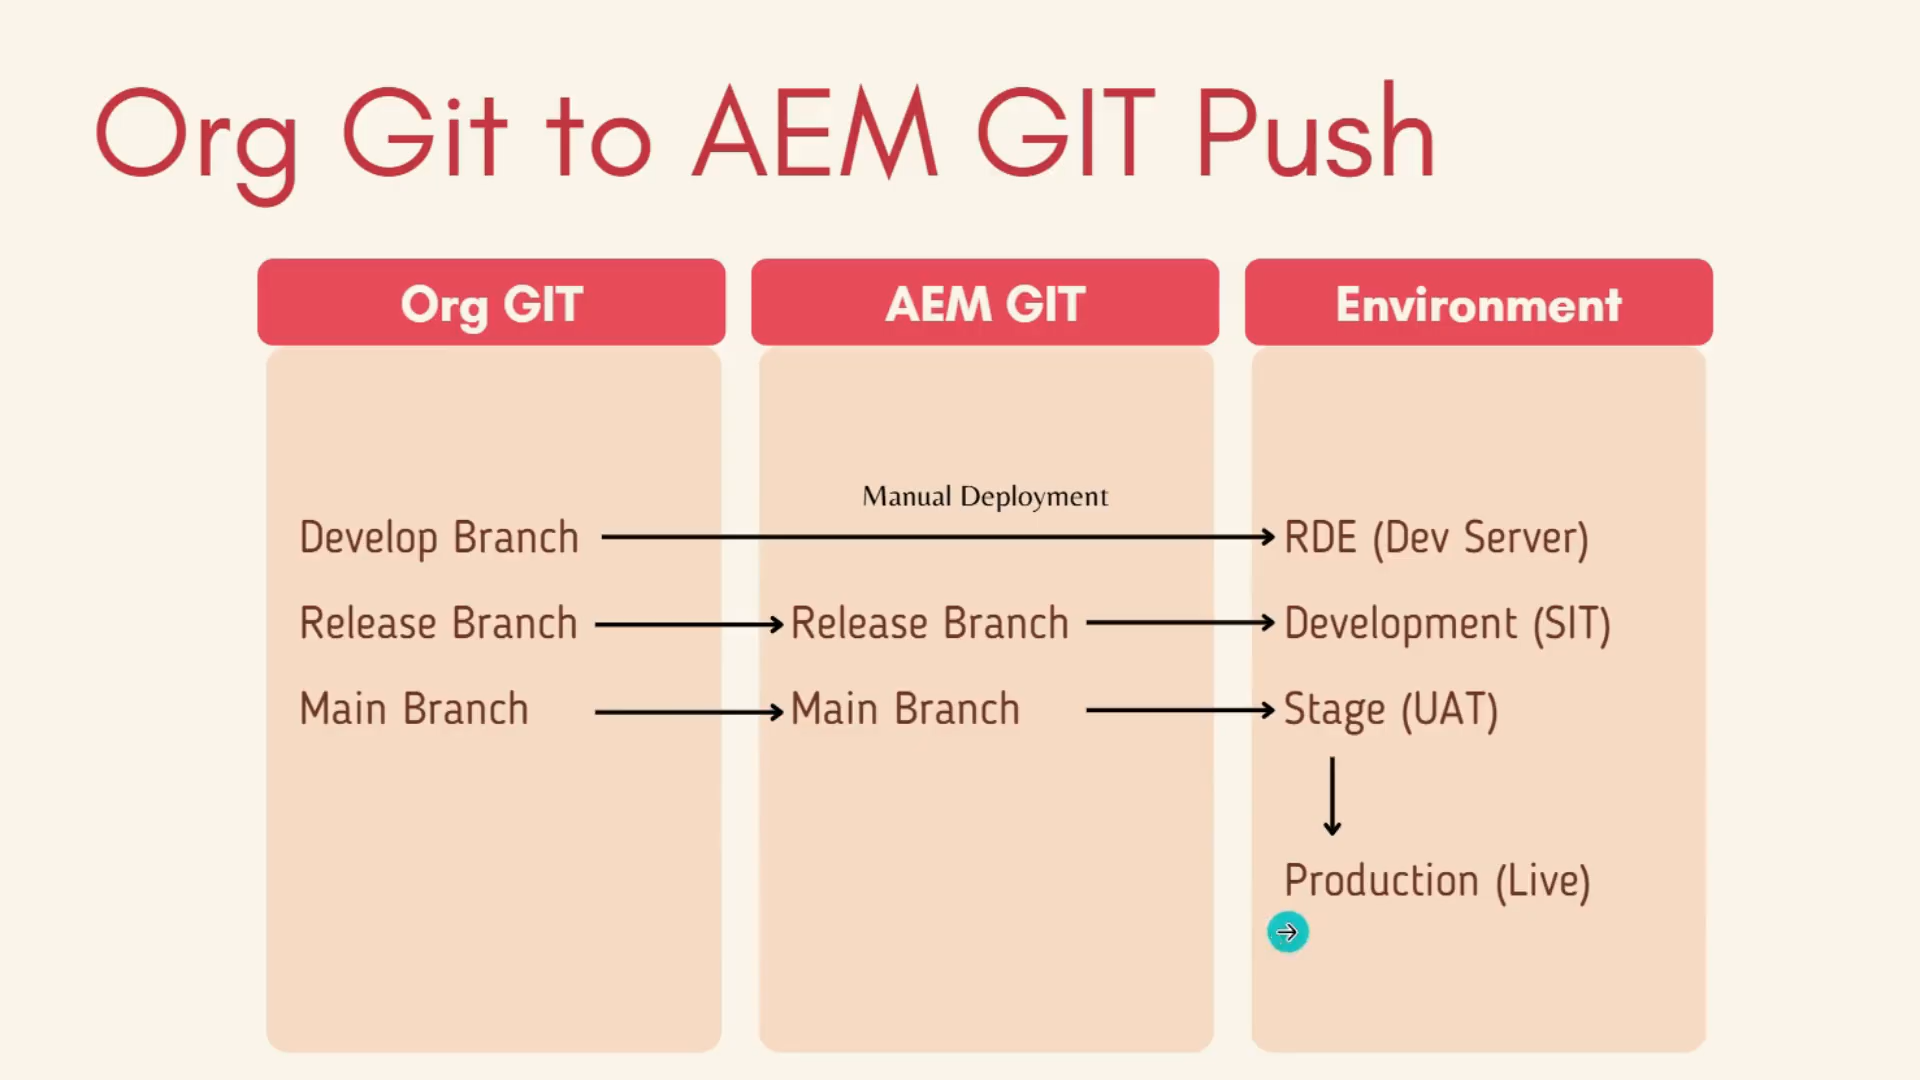 Org Git to AEM GIT Push
Org GIT
AEM GIT
Environment
Manual Deployment
Develop Branch
RDE (Dev Server)
Release Branch
Release Branch
Development (SIT)
Main Branch
Main Branch
Stage (UAT)
Production (Live)